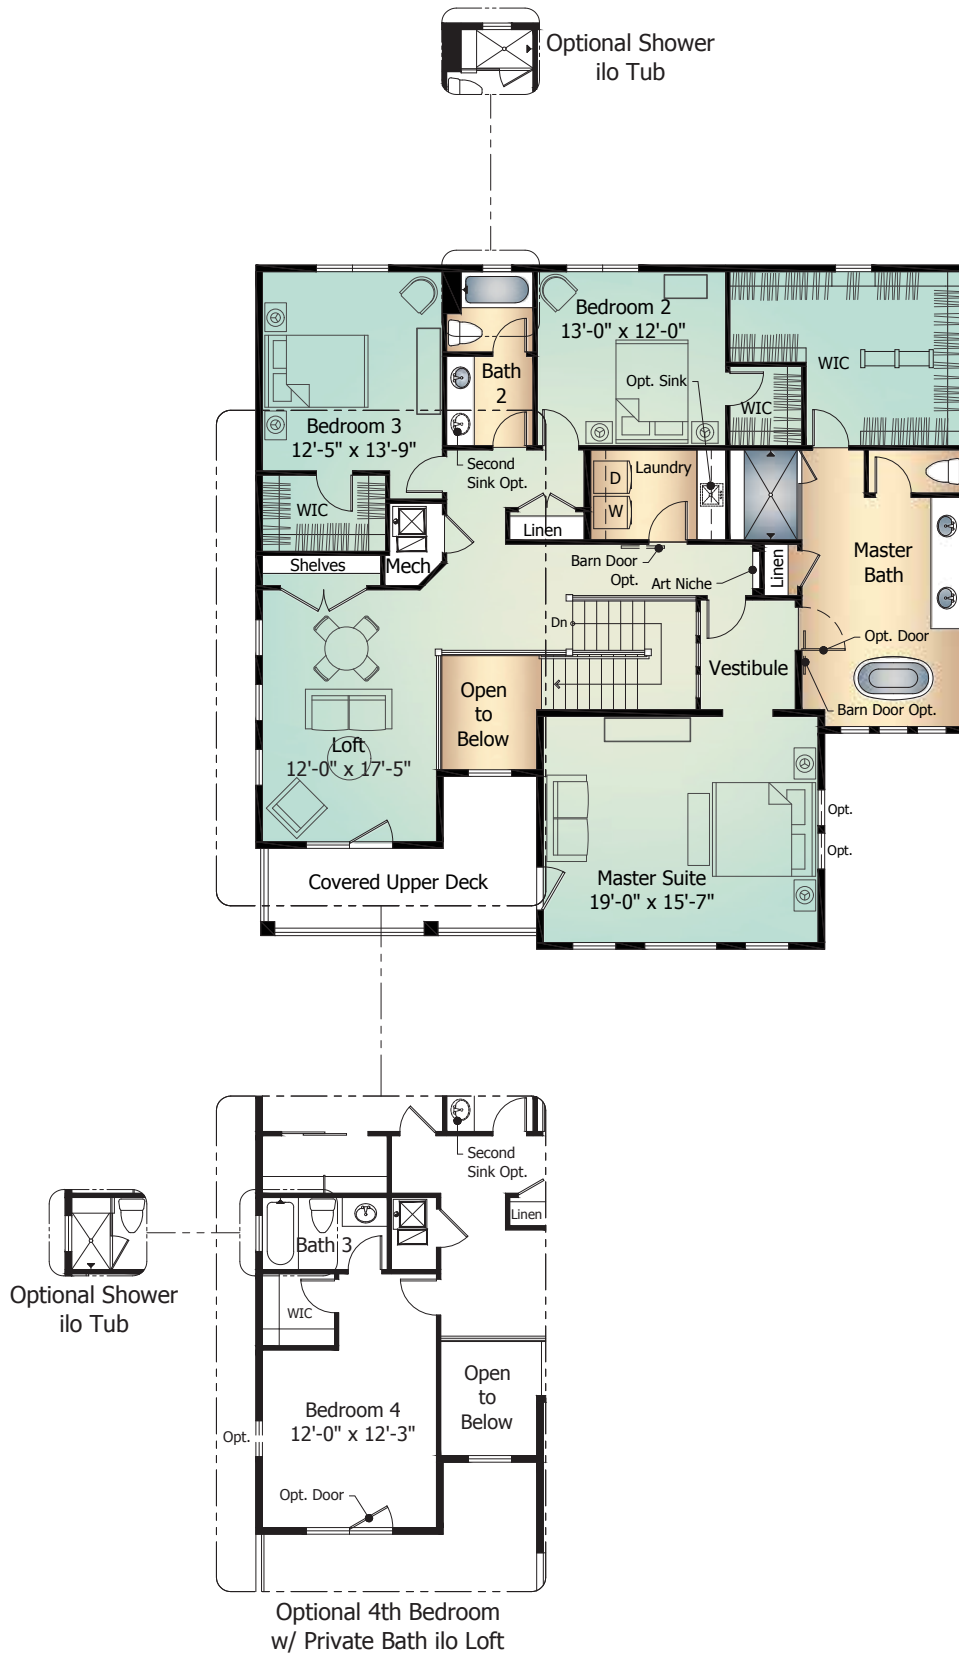 Optional Shower
ilo Tub
Bedroom 2
13'-0" x 12'-0"
Bath
2
Opt. Sink
WIC
WIC
Bedroom 3
12'-5" x 13'-9"
Second
Sink Opt.
Laundry
D
W
WIC
Linen
Shelves
Mech
Barn Door
Opt.
Art Niche
Linen
Master
Bath
Dn
Opt. Door
Vestibule
Barn Door Opt.
Open
to
Below
Loft
12'-0" x 17'-5"
Opt.
Opt.
Covered Upper Deck
Master Suite
19'-0" x 15'-7"
Second
Sink Opt.
Linen
Bath 3
Optional Shower
ilo Tub
WIC
Open
to
Below
Bedroom 4
12'-0" x 12'-3"
Opt.
Opt. Door
Optional 4th Bedroom
w/ Private Bath ilo Loft